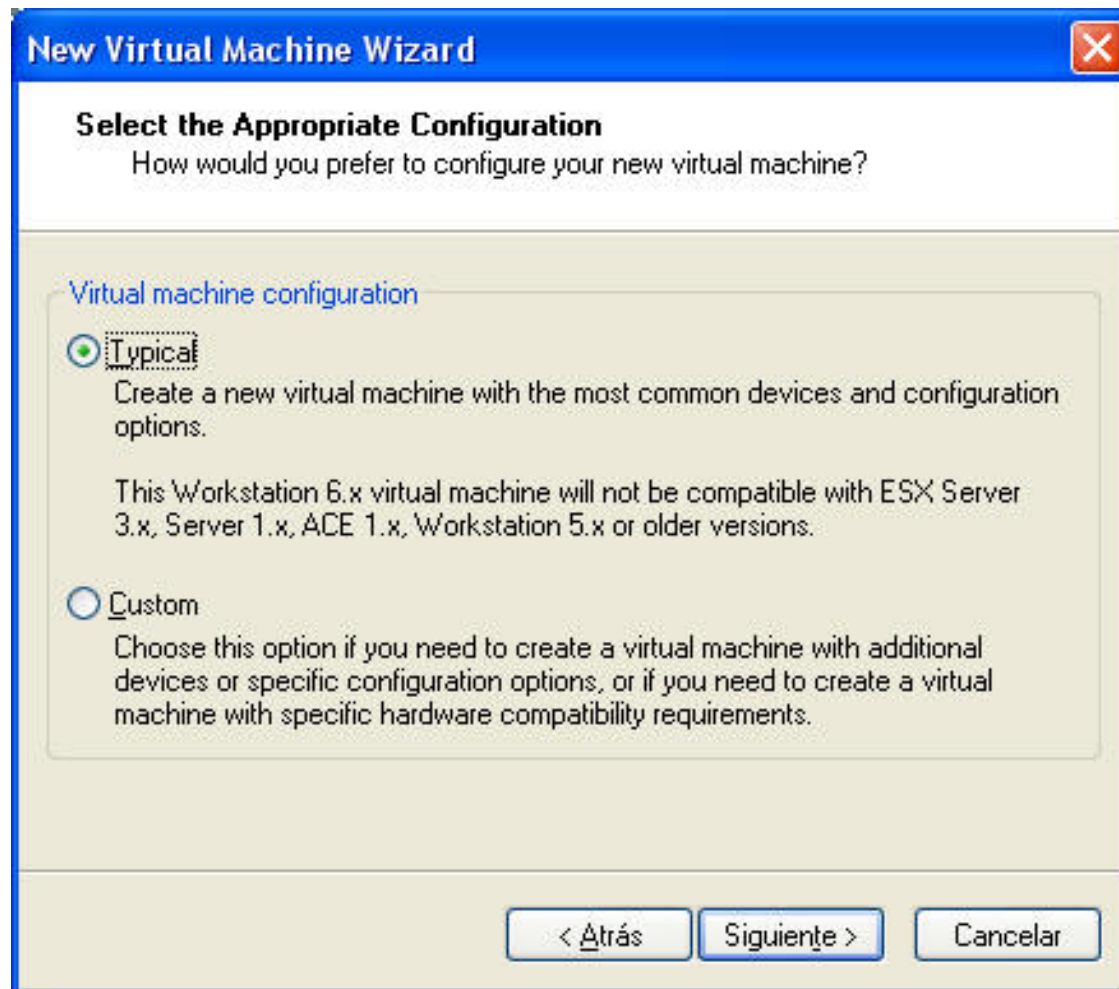 New Virtual Machine Wizard
Select the Appropriate Configuration
How would you prefer to configure your new virtual machine?
Virtual machine configuration
Typical
Create a new virtual machine with the most common devices and configuration
options.
This Workstation 6.x virtual machine will not be compatible with ESX Server
3.x, Server 1.x, ACE 1.x, Workstation 5.x or older versions.
Custom
Choose this option if you need to create a virtual machine with additional
devices or specific configuration options, or if you need to create a virtual
machine with specific hardware compatibility requirements.
< Atrás Siguiente > Cancelar